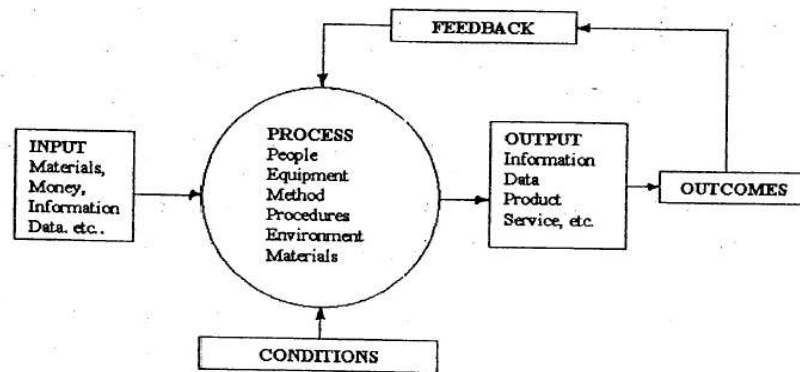 FEEDBACK
INPUT
Materials,
Money,
Information
Data. etc..
PROCESS
People
Equipment
Method
Procedures
Environment
Materials
OUTPUT
Information
Data
Product
Service, etc.
OUTCOMES
CONDITIONS